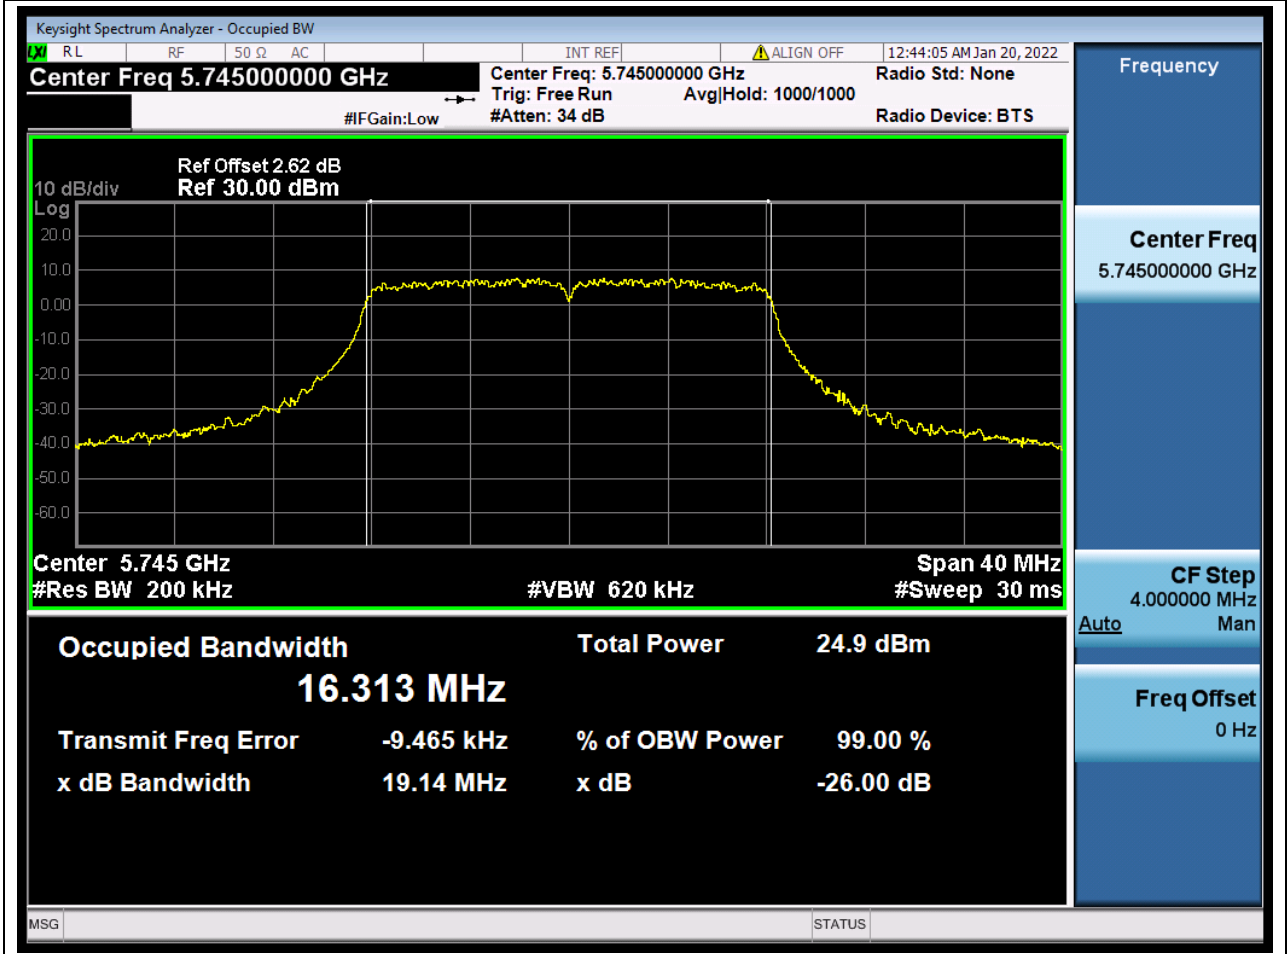 Keysight Spectrum Analyzer - Occupied BW
LXI RL RF 50 Ω AC INT REF ALIGN OFF 12:44:05 AM Jan 20, 2022
Center Freq 5.745000000 GHz
Center Freq: 5.745000000 GHz
Radio Std: None
Trig: Free Run Avg|Hold: 1000/1000
#IFGain:Low
#Atten: 34 dB
Radio Device: BTS
Ref Offset 2.62 dB
10 dB/div Ref 30.00 dBm
Log
20.0
10.0
0.00
-10.0
-20.0
-30.0
-40.0
-50.0
-60.0
Center 5.745 GHz Span 40 MHz
#Res BW 200 kHz #VBW 620 kHz #Sweep 30 ms
Occupied Bandwidth Total Power 24.9 dBm
16.313 MHz
Transmit Freq Error -9.465 kHz % of OBW Power 99.00 %
x dB Bandwidth 19.14 MHz x dB -26.00 dB
MSG STATUS
Frequency
Center Freq
5.745000000 GHz
CF Step
4.000000 MHz
Auto Man
Freq Offset
0 Hz